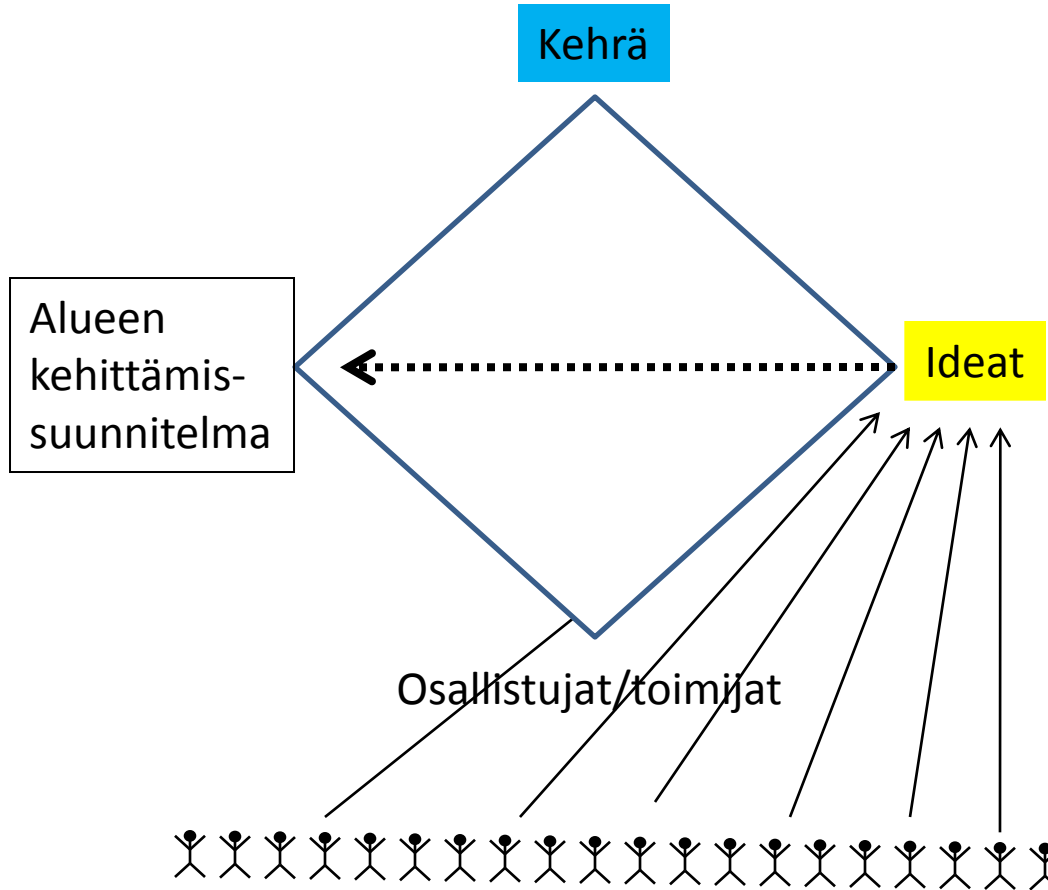 Kehrä
Alueen
kehittämis-
suunnitelma
Ideat
Osallistujat/toimijat